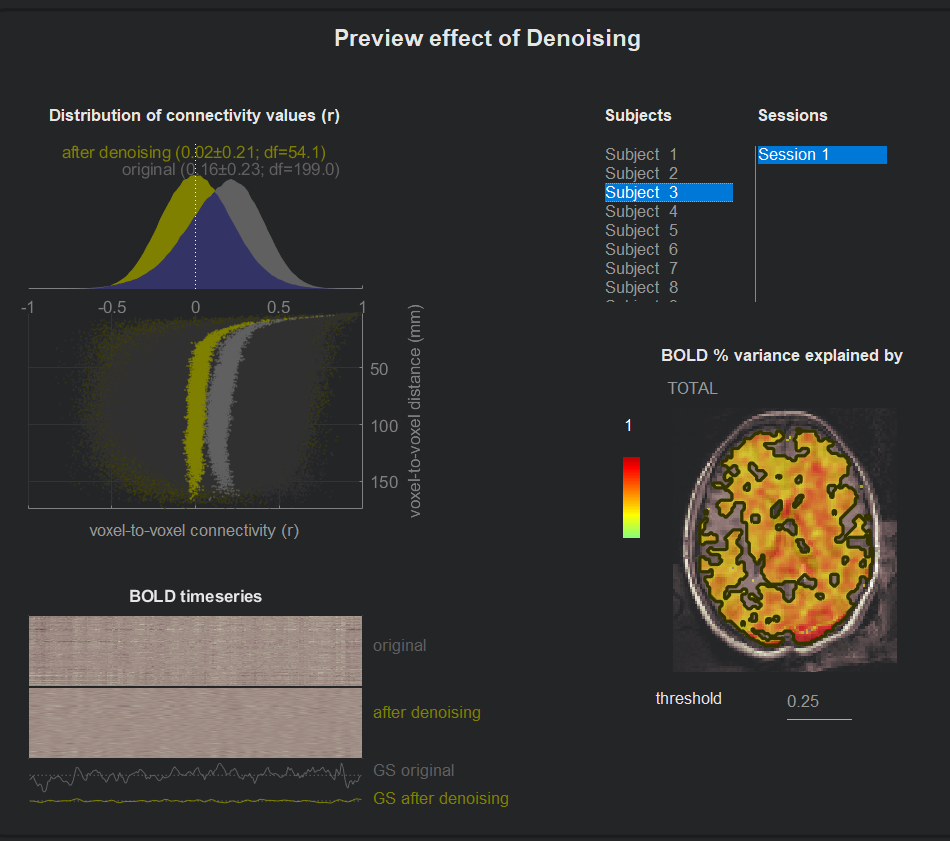 Preview effect of Denoising
Distribution of connectivity values (r)
after denoising (0.02±0.21; df=54.1)
original (0.16±0.23; df=199.0)
-1 -0.5 0 0.5 1
50
100
150
voxel-to-voxel distance (mm)
voxel-to-voxel connectivity (r)
BOLD timeseries
original
after denoising
GS original
GS after denoising
Subjects
Subject 1
Subject 2
Subject 3
Subject 4
Subject 5
Subject 6
Subject 7
Subject 8
Sessions
Session 1
BOLD % variance explained by
TOTAL
1
threshold 0.25